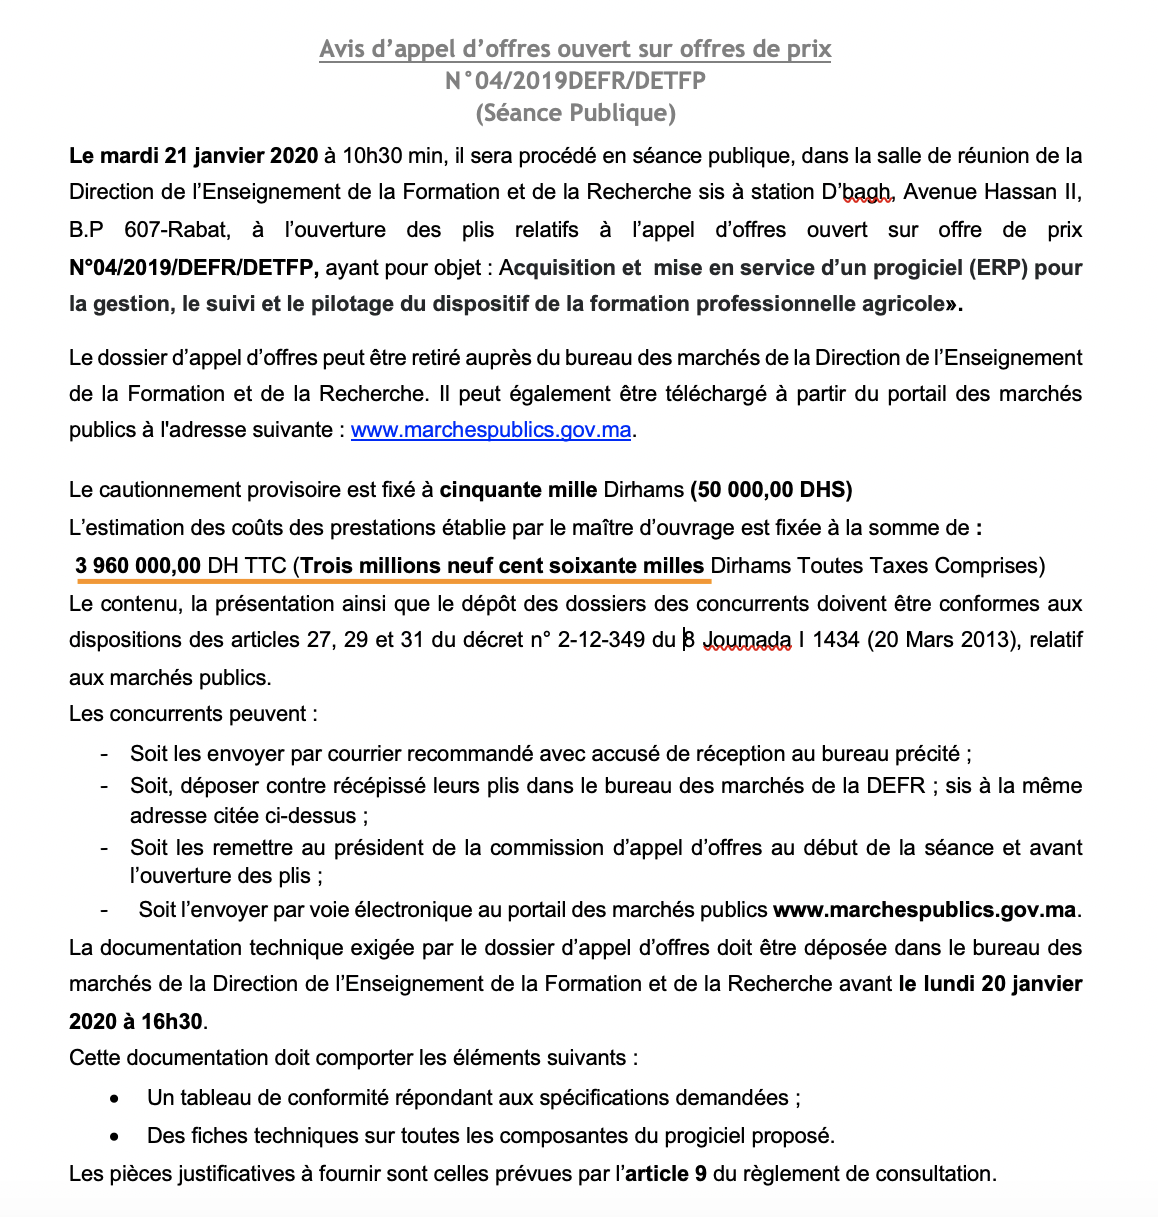 Avis d’appel d’offres ouvert sur offres de prix
N°04/2019DEFR/DETFP
(Séance Publique)
Le mardi 21 janvier 2020 à 10h30 min, il sera procédé en séance publique, dans la salle de réunion de la
Direction de l’Enseignement de la Formation et de la Recherche sis à station D’bagh, Avenue Hassan II,
B.P 607-Rabat, à l’ouverture des plis relatifs à l’appel d’offres ouvert sur offre de prix
N°04/2019/DEFR/DETFP, ayant pour objet : Acquisition et mise en service d’un progiciel (ERP) pour
la gestion, le suivi et le pilotage du dispositif de la formation professionnelle agricole».
Le dossier d’appel d’offres peut être retiré auprès du bureau des marchés de la Direction de l’Enseignement
de la Formation et de la Recherche. Il peut également être téléchargé à partir du portail des marchés
publics à l'adresse suivante : www.marchespublics.gov.ma.
Le cautionnement provisoire est fixé à cinquante mille Dirhams (50 000,00 DHS)
L’estimation des coûts des prestations établie par le maître d’ouvrage est fixée à la somme de :
3 960 000,00 DH TTC (Trois millions neuf cent soixante milles Dirhams Toutes Taxes Comprises)
Le contenu, la présentation ainsi que le dépôt des dossiers des concurrents doivent être conformes aux
dispositions des articles 27, 29 et 31 du décret n° 2-12-349 du 8 Joumada I 1434 (20 Mars 2013), relatif
aux marchés publics.
Les concurrents peuvent :
- Soit les envoyer par courrier recommandé avec accusé de réception au bureau précité ;
- Soit, déposer contre récépissé leurs plis dans le bureau des marchés de la DEFR ; sis à la même
adresse citée ci-dessus ;
- Soit les remettre au président de la commission d’appel d’offres au début de la séance et avant
l’ouverture des plis ;
- Soit l’envoyer par voie électronique au portail des marchés publics www.marchespublics.gov.ma.
La documentation technique exigée par le dossier d’appel d’offres doit être déposée dans le bureau des
marchés de la Direction de l’Enseignement de la Formation et de la Recherche avant le lundi 20 janvier
2020 à 16h30.
Cette documentation doit comporter les éléments suivants :
• Un tableau de conformité répondant aux spécifications demandées ;
• Des fiches techniques sur toutes les composantes du progiciel proposé.
Les pièces justificatives à fournir sont celles prévues par l’article 9 du règlement de consultation.